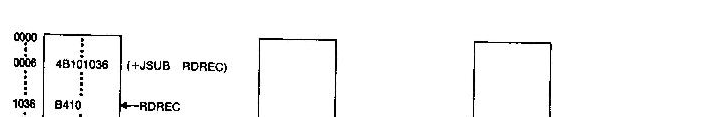 0000
0006 4B101036 (+JSUB RDREC)
1036 B410 ←RDREC